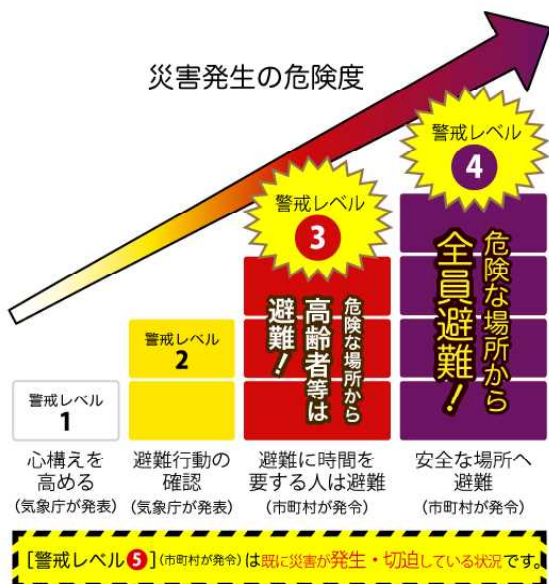 災害発生の危険度
警戒レベル
1
心構えを
高める
(気象庁が発表)
警戒レベル
2
避難行動の
確認
(気象庁が発表)
警戒レベル
3
危険な場所から
高齢者等は
避難!
避難に時間を
要する人は避難
(市町村が発令)
警戒レベル
4
危険な場所から
全員避難!
安全な場所へ
避難
(市町村が発令)
[警戒レベル5](市町村が発令)は既に災害が発生・切迫している状況です。